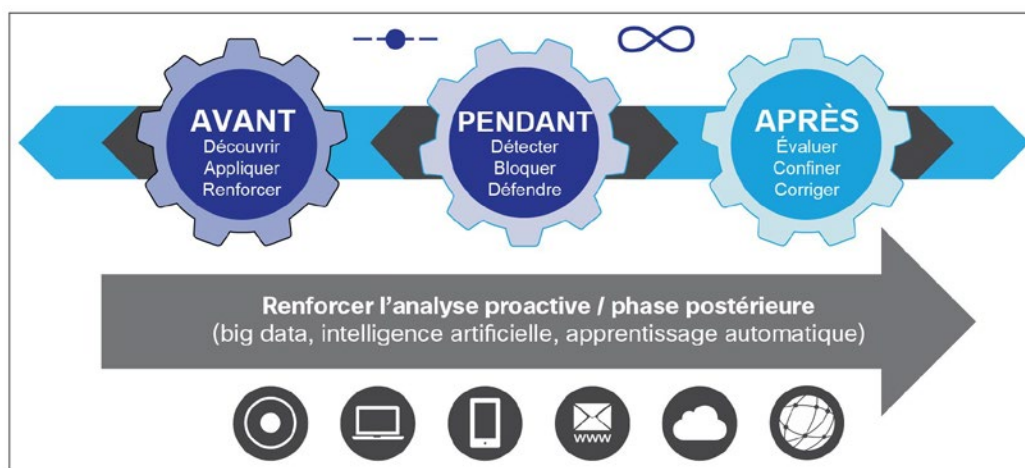 AVANT
Découvrir
Appliquer
Renforcer
PENDANT
Détecter
Bloquer
Défendre
APRÈS
Évaluer
Confiner
Corriger
Renforcer l’analyse proactive / phase postérieure
(big data, intelligence artificielle, apprentissage automatique)
www